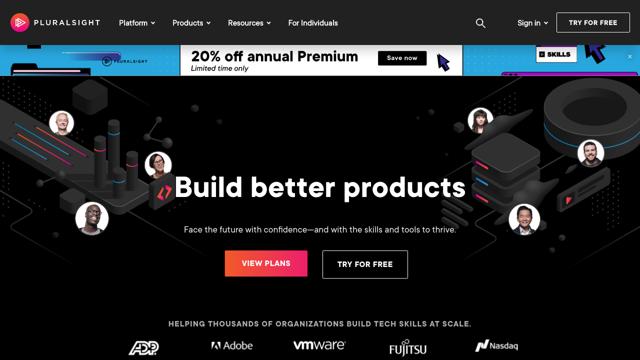 PLURALSIGHT
Platform
Products
Resources
For Individuals
Sign in
TRY FOR FREE
PLURALSIGHT
20% off annual Premium
Limited time only
Save now
SKILLS
Build better products
Face the future with confidence—and with the skills and tools to thrive.
VIEW PLANS
TRY FOR FREE
HELPING THOUSANDS OF ORGANIZATIONS BUILD TECH SKILLS AT SCALE.
ADP
Adobe
vmware
FUJITSU
Nasdaq